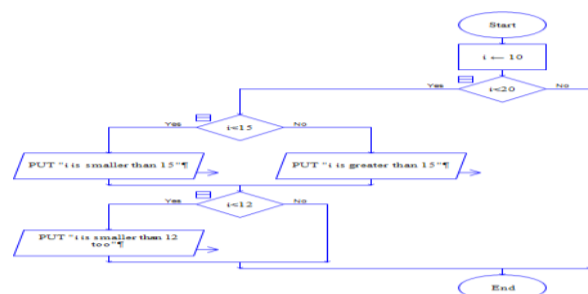 Start
i ← 10
Yes
i<20
No
Yes
i<15
No
PUT "i is smaller than 15"¶
PUT "i is greater than 15"¶
Yes
i<12
No
PUT "i is smaller than 12
too"¶
End